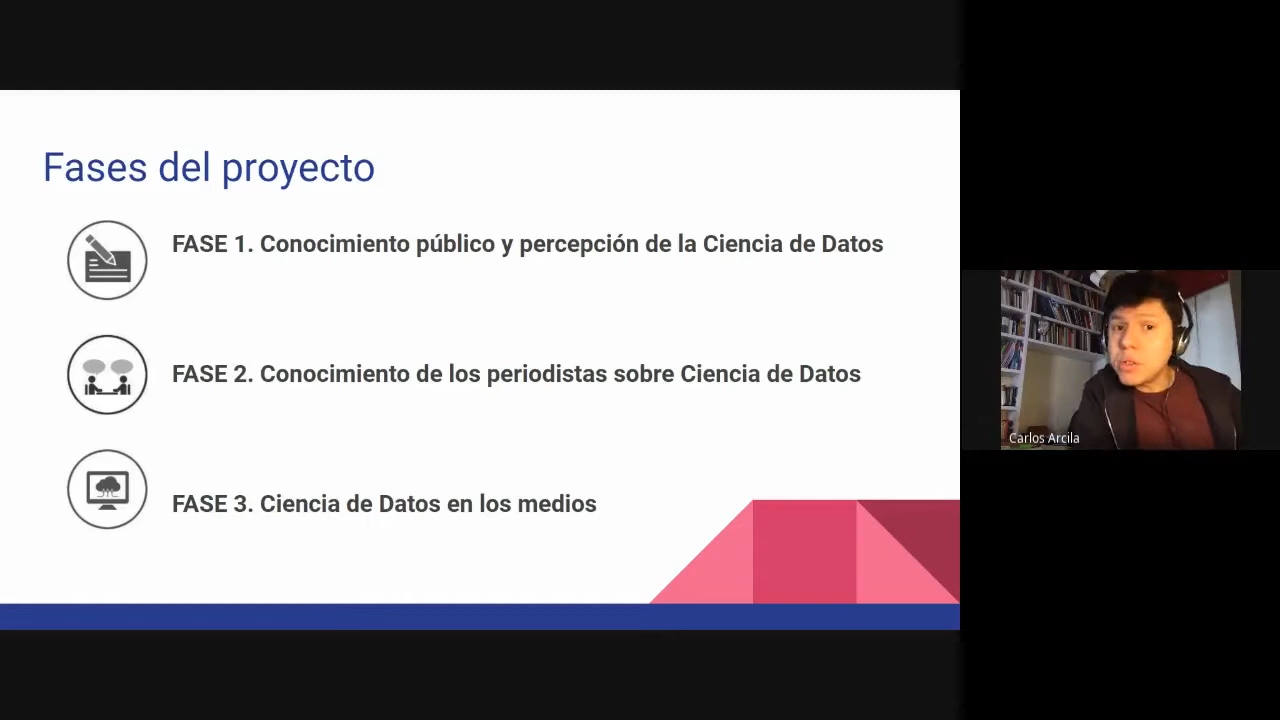 Fases del proyecto
FASE 1. Conocimiento público y percepción de la Ciencia de Datos
FASE 2. Conocimiento de los periodistas sobre Ciencia de Datos
FASE 3. Ciencia de Datos en los medios
Carlos Arcila